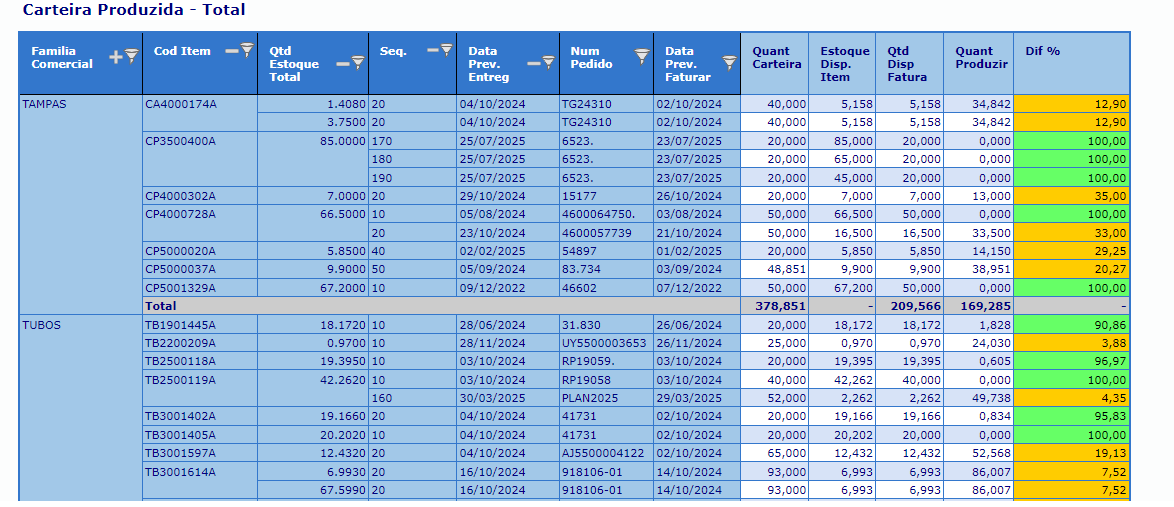 Carteira Produzida - Total
Família Comercial Cod Item Qtd Estoque Total Seq. Data Prev. Entreg Num Pedido Data Prev. Faturar Quant Carteira Estoque Disp. Item Qtd Disp Fatura Quant Produzir Dif %
TAMPAS CA4000174A 1.4080 20 04/10/2024 TG24310 02/10/2024 40,000 5,158 5,158 34,842 12,90
3.7500 20 04/10/2024 TG24310 02/10/2024 40,000 5,158 5,158 34,842 12,90
CP3500400A 85.0000 170 25/07/2025 6523. 23/07/2025 20,000 85,000 20,000 0,000 100,00
180 25/07/2025 6523. 23/07/2025 20,000 65,000 20,000 0,000 100,00
190 25/07/2025 6523. 23/07/2025 20,000 45,000 20,000 0,000 100,00
CP4000302A 7.0000 20 29/10/2024 15177 26/10/2024 20,000 7,000 7,000 13,000 35,00
CP4000728A 66.5000 10 05/08/2024 4600064750. 03/08/2024 50,000 66,500 50,000 0,000 100,00
20 23/10/2024 4600057739 21/10/2024 50,000 16,500 16,500 33,500 33,00
CP5000020A 5.8500 40 02/02/2025 54897 01/02/2025 20,000 5,850 5,850 14,150 29,25
CP5000037A 9.9000 50 05/09/2024 83.734 03/09/2024 48,851 9,900 9,900 38,951 20,27
CP5001329A 67.2000 10 09/12/2022 46602 07/12/2022 50,000 67,200 50,000 0,000 100,00
Total 378,851 - 209,566 169,285 -
TUBOS TB1901445A 18.1720 10 28/06/2024 31.830 26/06/2024 20,000 18,172 18,172 1,828 90,86
TB2200209A 0.9700 10 28/11/2024 UY5500003653 26/11/2024 25,000 0,970 0,970 24,030 3,88
TB2500118A 19.3950 10 03/10/2024 RP19059. 03/10/2024 20,000 19,395 19,395 0,605 96,97
TB2500119A 42.2620 10 03/10/2024 RP19058 03/10/2024 40,000 42,262 40,000 0,000 100,00
160 30/03/2025 PLAN2025 29/03/2025 52,000 2,262 2,262 49,738 4,35
TB3001402A 19.1660 20 04/10/2024 41731 02/10/2024 20,000 19,166 19,166 0,834 95,83
TB3001405A 20.2020 10 04/10/2024 41731 02/10/2024 20,000 20,202 20,000 0,000 100,00
TB3001597A 12.4320 20 04/10/2024 AJ5500004122 02/10/2024 65,000 12,432 12,432 52,568 19,13
TB3001614A 6.9930 20 16/10/2024 918106-01 14/10/2024 93,000 6,993 6,993 86,007 7,52
67.5990 20 16/10/2024 918106-01 14/10/2024 93,000 6,993 6,993 86,007 7,52